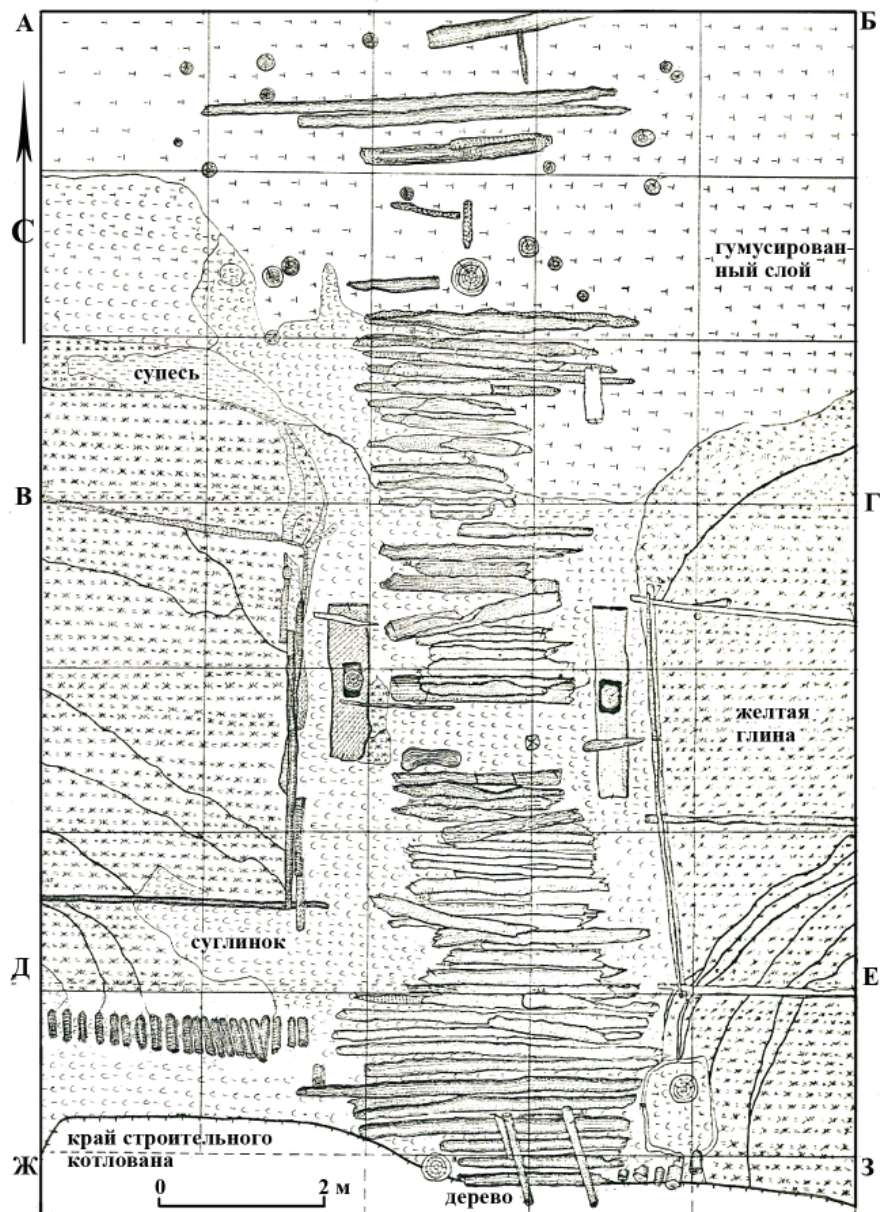 А
Б
С
гумусирован-
ный слой
супесь
В
Г
желтая
глина
суглинок
Д
Е
край строительного
котлована
Ж
З
0
2 м
дерево